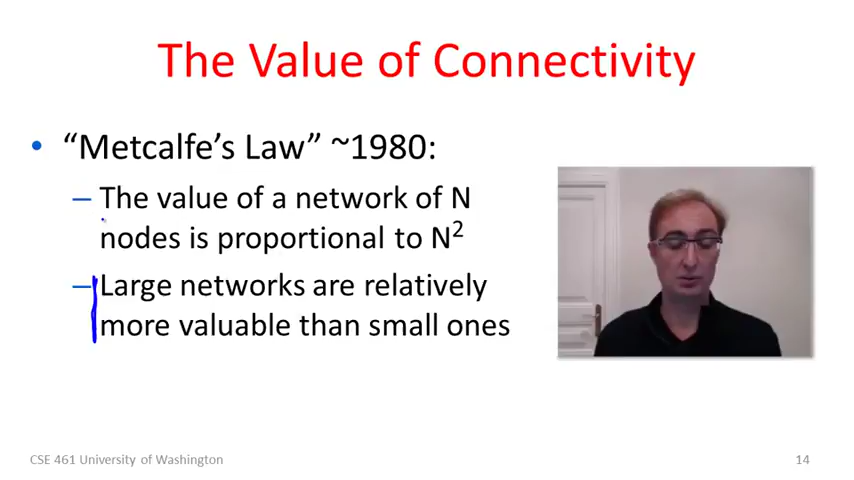 The Value of Connectivity
• “Metcalfe’s Law” ~1980:
– The value of a network of N
nodes is proportional to N²
– Large networks are relatively
more valuable than small ones
CSE 461 University of Washington
14